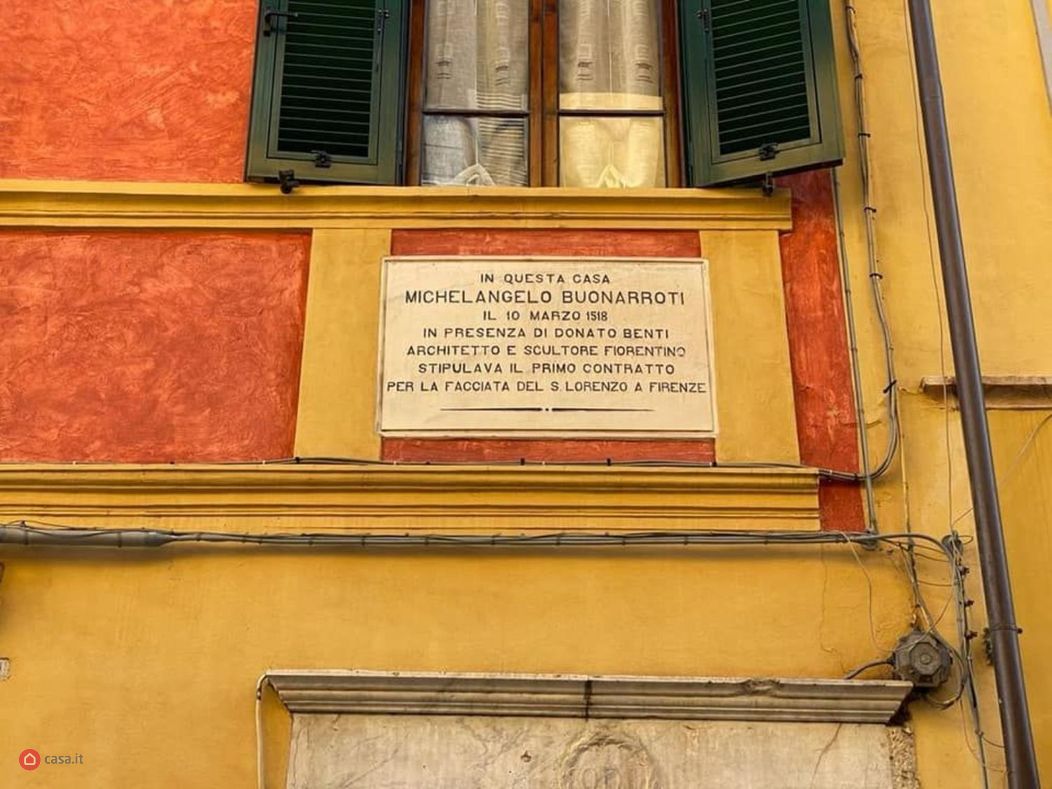 IN QUESTA CASA
MICHELANGELO BUONARROTI
IL 10 MARZO 1518
IN PRESENZA DI DONATO BENTI
ARCHITETTO E SCULTORE FIORENTINO
STIPULAVA IL PRIMO CONTRATTO
PER LA FACCIATA DEL S. LORENZO A FIRENZE
casa.it